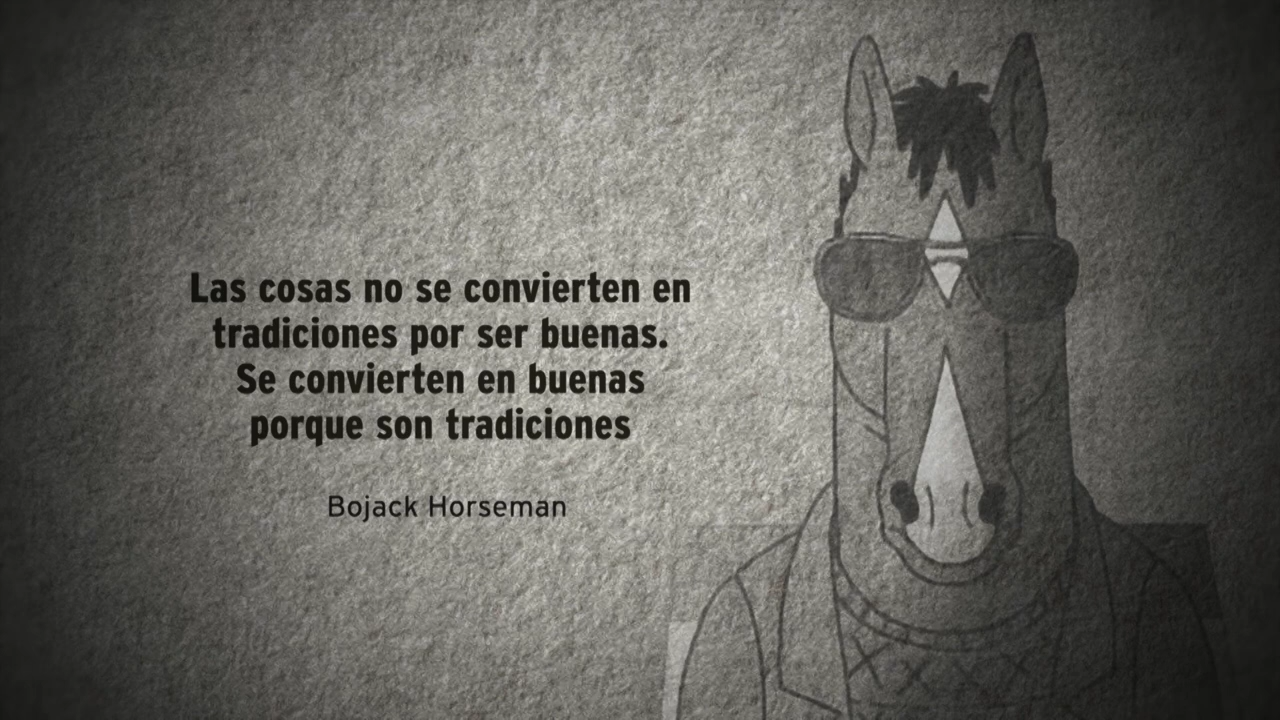 Las cosas no se convierten en
tradiciones por ser buenas.
Se convierten en buenas
porque son tradiciones
Bojack Horseman